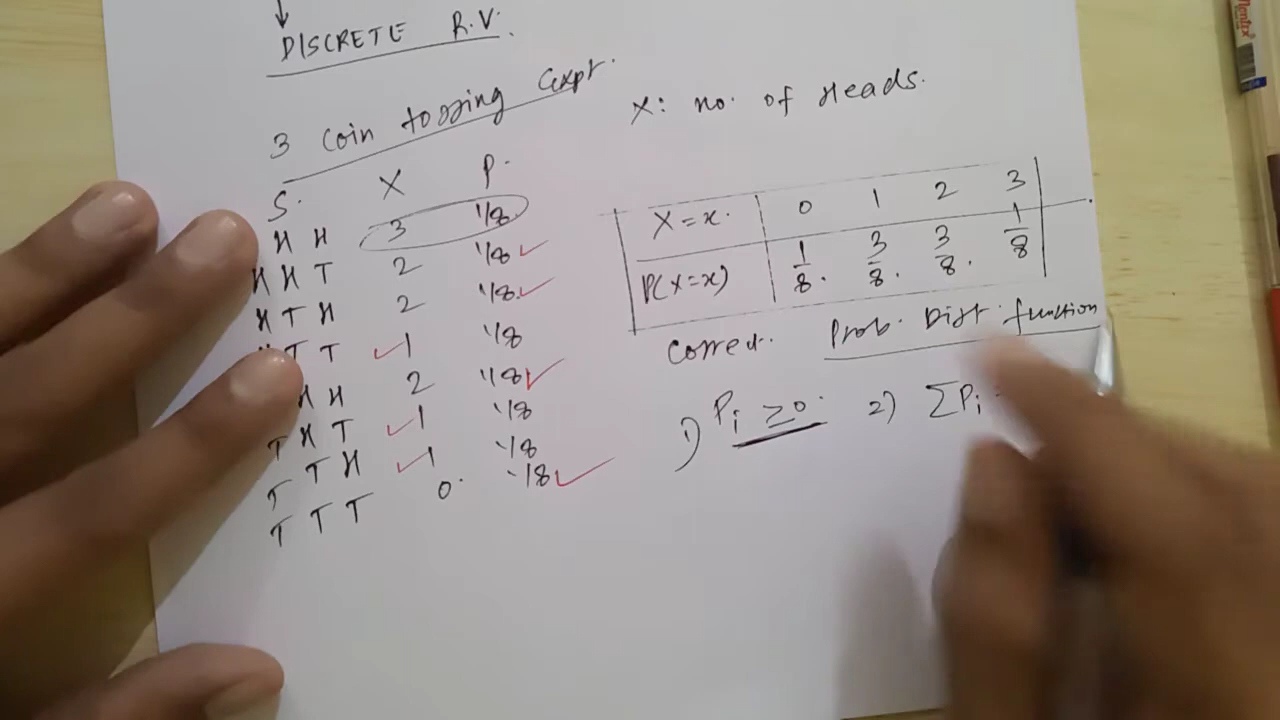 DISCRETE R.V.
3 Coin tossing Expt.
X: no. of Heads.
S. X P.
H H 3 1/8
H H T 2 1/8
H T H 2 1/8
T T 1 1/8
H H 2 1/8
T H T 1 1/8
T T H 1 1/8
T T T 0. 1/8
X=x. 0 1 2 3
P(X=x) 1/8. 3/8. 3/8. 1/8
Correct. Prob. Dist. function
1) Pi ≥0. 2) ΣPi
Mentrx